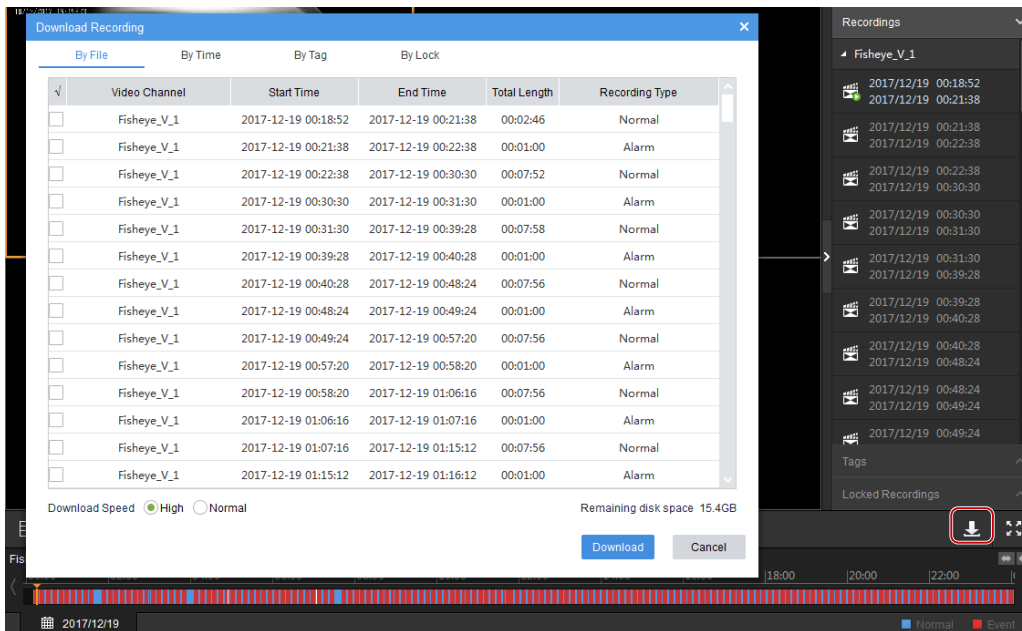 Download Recording
By File By Time By Tag By Lock
√ Video Channel Start Time End Time Total Length Recording Type
Fisheye_V_1 2017-12-19 00:18:52 2017-12-19 00:21:38 00:02:46 Normal
Fisheye_V_1 2017-12-19 00:21:38 2017-12-19 00:22:38 00:01:00 Alarm
Fisheye_V_1 2017-12-19 00:22:38 2017-12-19 00:30:30 00:07:52 Normal
Fisheye_V_1 2017-12-19 00:30:30 2017-12-19 00:31:30 00:01:00 Alarm
Fisheye_V_1 2017-12-19 00:31:30 2017-12-19 00:39:28 00:07:58 Normal
Fisheye_V_1 2017-12-19 00:39:28 2017-12-19 00:40:28 00:01:00 Alarm
Fisheye_V_1 2017-12-19 00:40:28 2017-12-19 00:48:24 00:07:56 Normal
Fisheye_V_1 2017-12-19 00:48:24 2017-12-19 00:49:24 00:01:00 Alarm
Fisheye_V_1 2017-12-19 00:49:24 2017-12-19 00:57:20 00:07:56 Normal
Fisheye_V_1 2017-12-19 00:57:20 2017-12-19 00:58:20 00:01:00 Alarm
Fisheye_V_1 2017-12-19 00:58:20 2017-12-19 01:06:16 00:07:56 Normal
Fisheye_V_1 2017-12-19 01:06:16 2017-12-19 01:07:16 00:01:00 Alarm
Fisheye_V_1 2017-12-19 01:07:16 2017-12-19 01:15:12 00:07:56 Normal
Fisheye_V_1 2017-12-19 01:15:12 2017-12-19 01:16:12 00:01:00 Alarm
Download Speed High Normal Remaining disk space 15.4GB
Download Cancel
Recordings
Fisheye_V_1
2017/12/19 00:18:52
2017/12/19 00:21:38
2017/12/19 00:21:38
2017/12/19 00:22:38
2017/12/19 00:22:38
2017/12/19 00:30:30
2017/12/19 00:30:30
2017/12/19 00:31:30
2017/12/19 00:31:30
2017/12/19 00:39:28
2017/12/19 00:39:28
2017/12/19 00:40:28
2017/12/19 00:40:28
2017/12/19 00:48:24
2017/12/19 00:48:24
2017/12/19 00:49:24
2017/12/19 00:49:24
Tags
Locked Recordings
Fis
18:00 20:00 22:00
2017/12/19 Normal Event